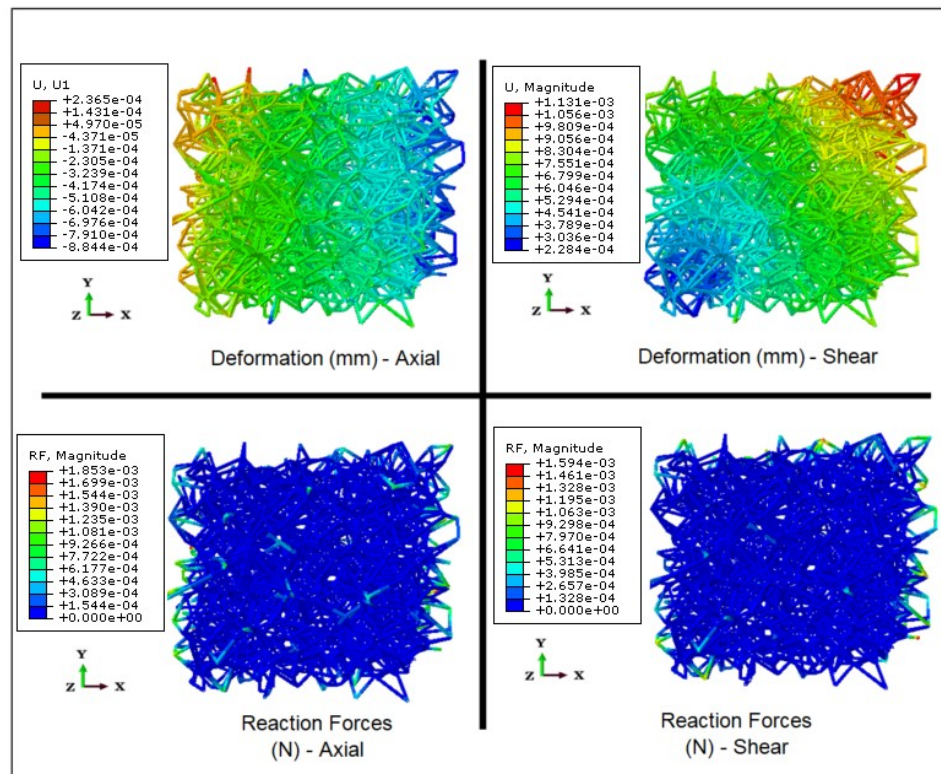 U, U1
+2.365e-04
+1.431e-04
+4.970e-05
-4.371e-05
-1.371e-04
-2.305e-04
-3.239e-04
-4.174e-04
-5.108e-04
-6.042e-04
-6.976e-04
-7.910e-04
-8.844e-04
Y
Z X
Deformation (mm) - Axial
U, Magnitude
+1.131e-03
+1.056e-03
+9.809e-04
+9.056e-04
+8.304e-04
+7.551e-04
+6.799e-04
+6.046e-04
+5.294e-04
+4.541e-04
+3.789e-04
+3.036e-04
+2.284e-04
Y
Z X
Deformation (mm) - Shear
RF, Magnitude
+1.853e-03
+1.699e-03
+1.544e-03
+1.390e-03
+1.235e-03
+1.081e-03
+9.266e-04
+7.722e-04
+6.177e-04
+4.633e-04
+3.089e-04
+1.544e-04
+0.000e+00
Y
Z X
Reaction Forces
(N) - Axial
RF, Magnitude
+1.594e-03
+1.461e-03
+1.328e-03
+1.195e-03
+1.063e-03
+9.298e-04
+7.970e-04
+6.641e-04
+5.313e-04
+3.985e-04
+2.657e-04
+1.328e-04
+0.000e+00
Y
Z X
Reaction Forces
(N) - Shear